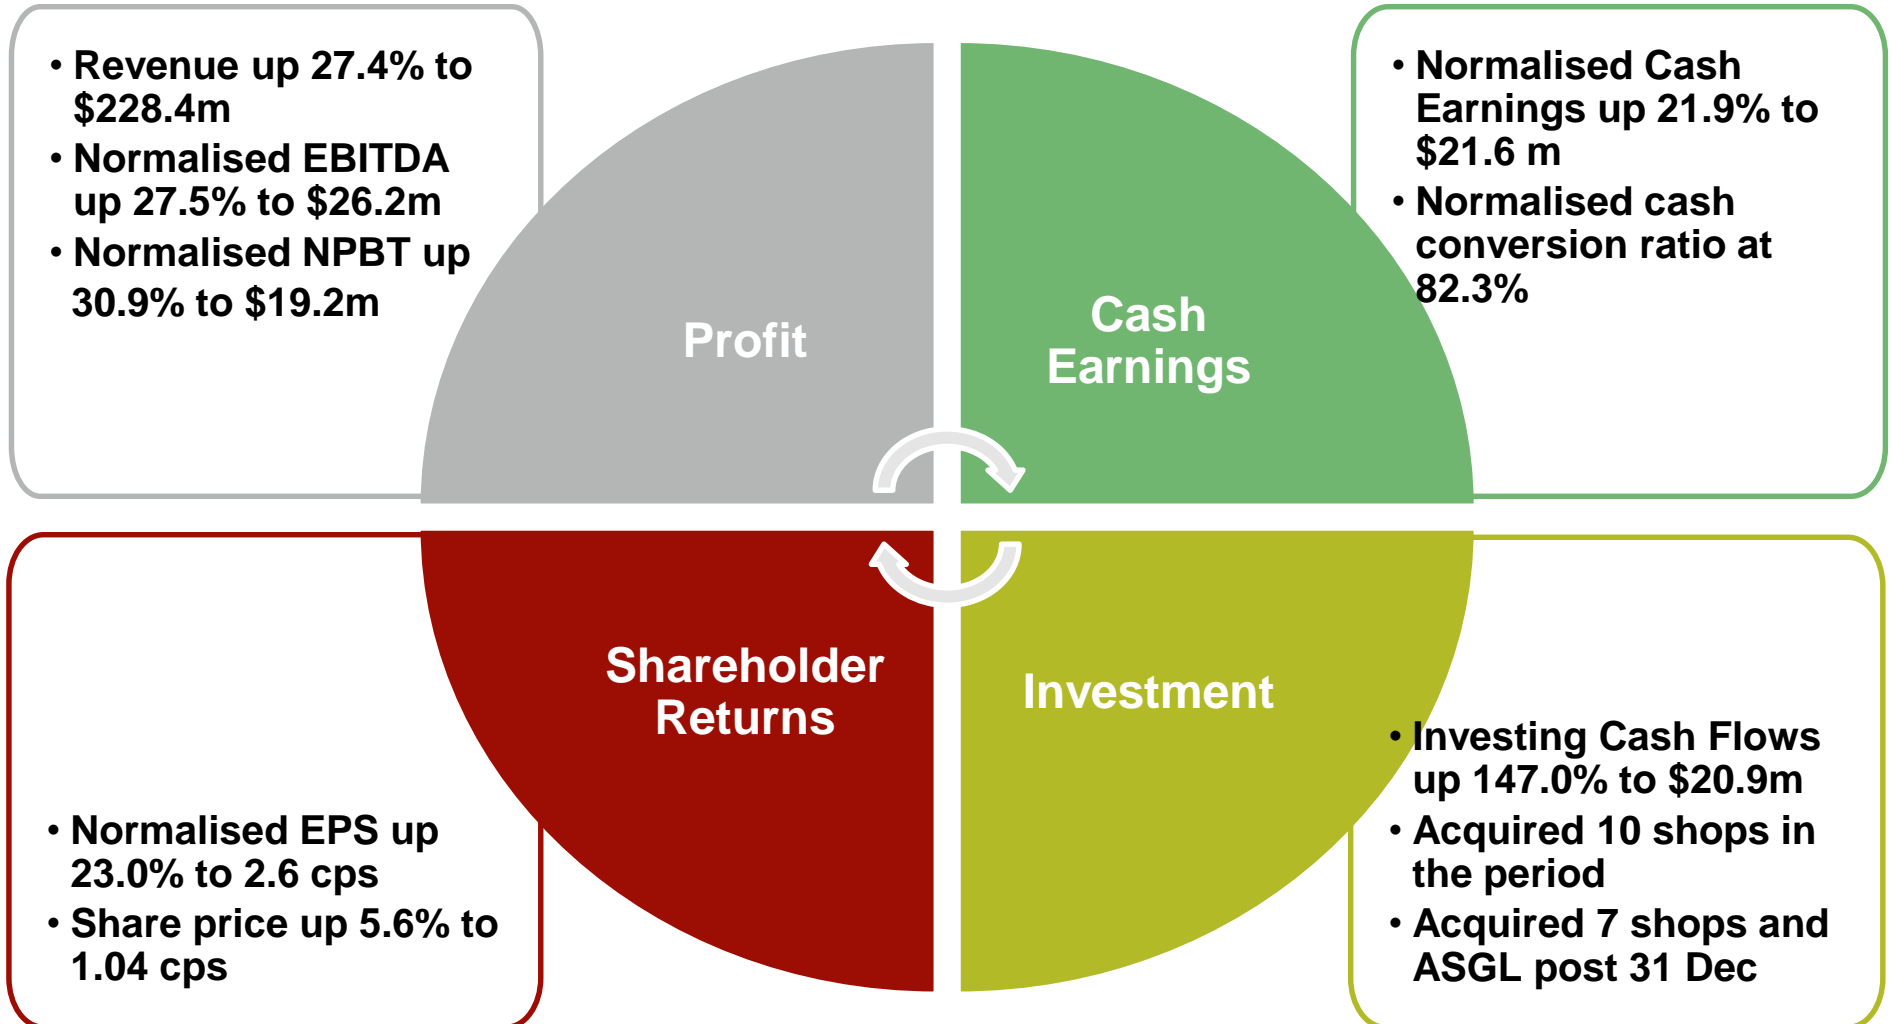 • Revenue up 27.4% to
$228.4m
• Normalised EBITDA
up 27.5% to $26.2m
• Normalised NPBT up
30.9% to $19.2m
Profit
Cash
Earnings
• Normalised Cash
Earnings up 21.9% to
$21.6 m
• Normalised cash
conversion ratio at
82.3%
Shareholder
Returns
• Normalised EPS up
23.0% to 2.6 cps
• Share price up 5.6% to
1.04 cps
Investment
• Investing Cash Flows
up 147.0% to $20.9m
• Acquired 10 shops in
the period
• Acquired 7 shops and
ASGL post 31 Dec